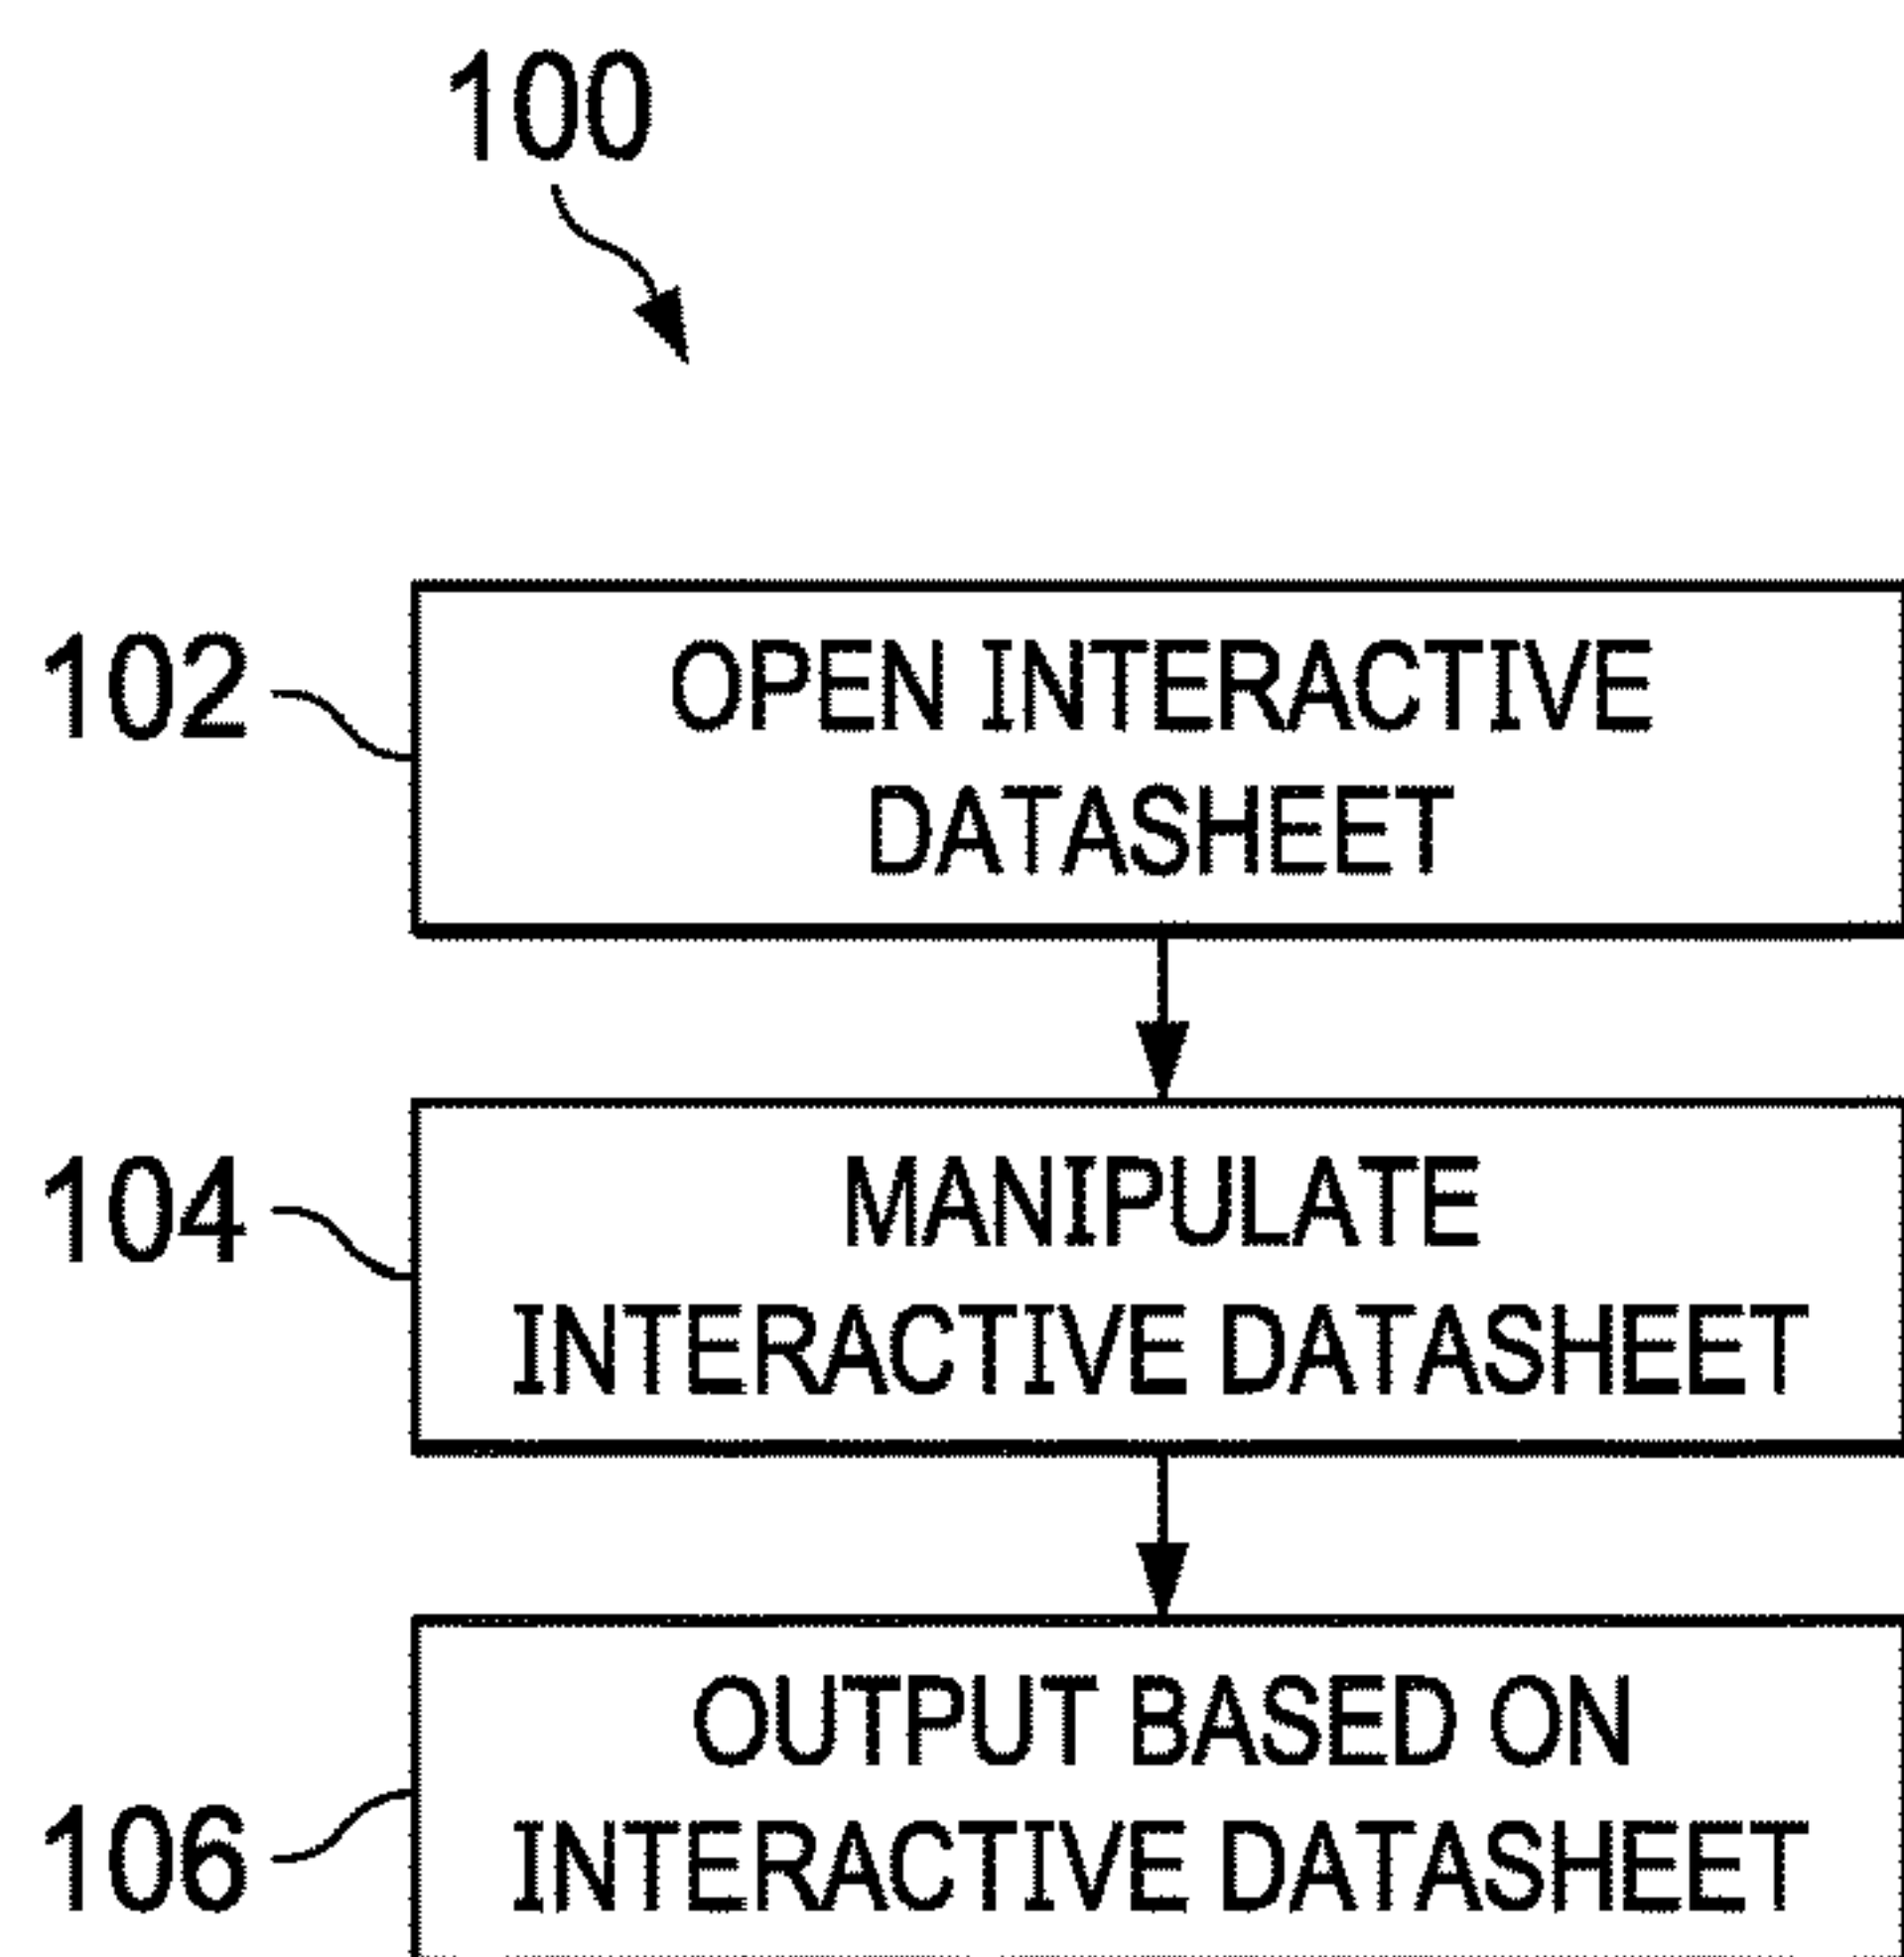 100
102
OPEN INTERACTIVE
DATASHEET
104
MANIPULATE
INTERACTIVE DATASHEET
106
OUTPUT BASED ON
INTERACTIVE DATASHEET